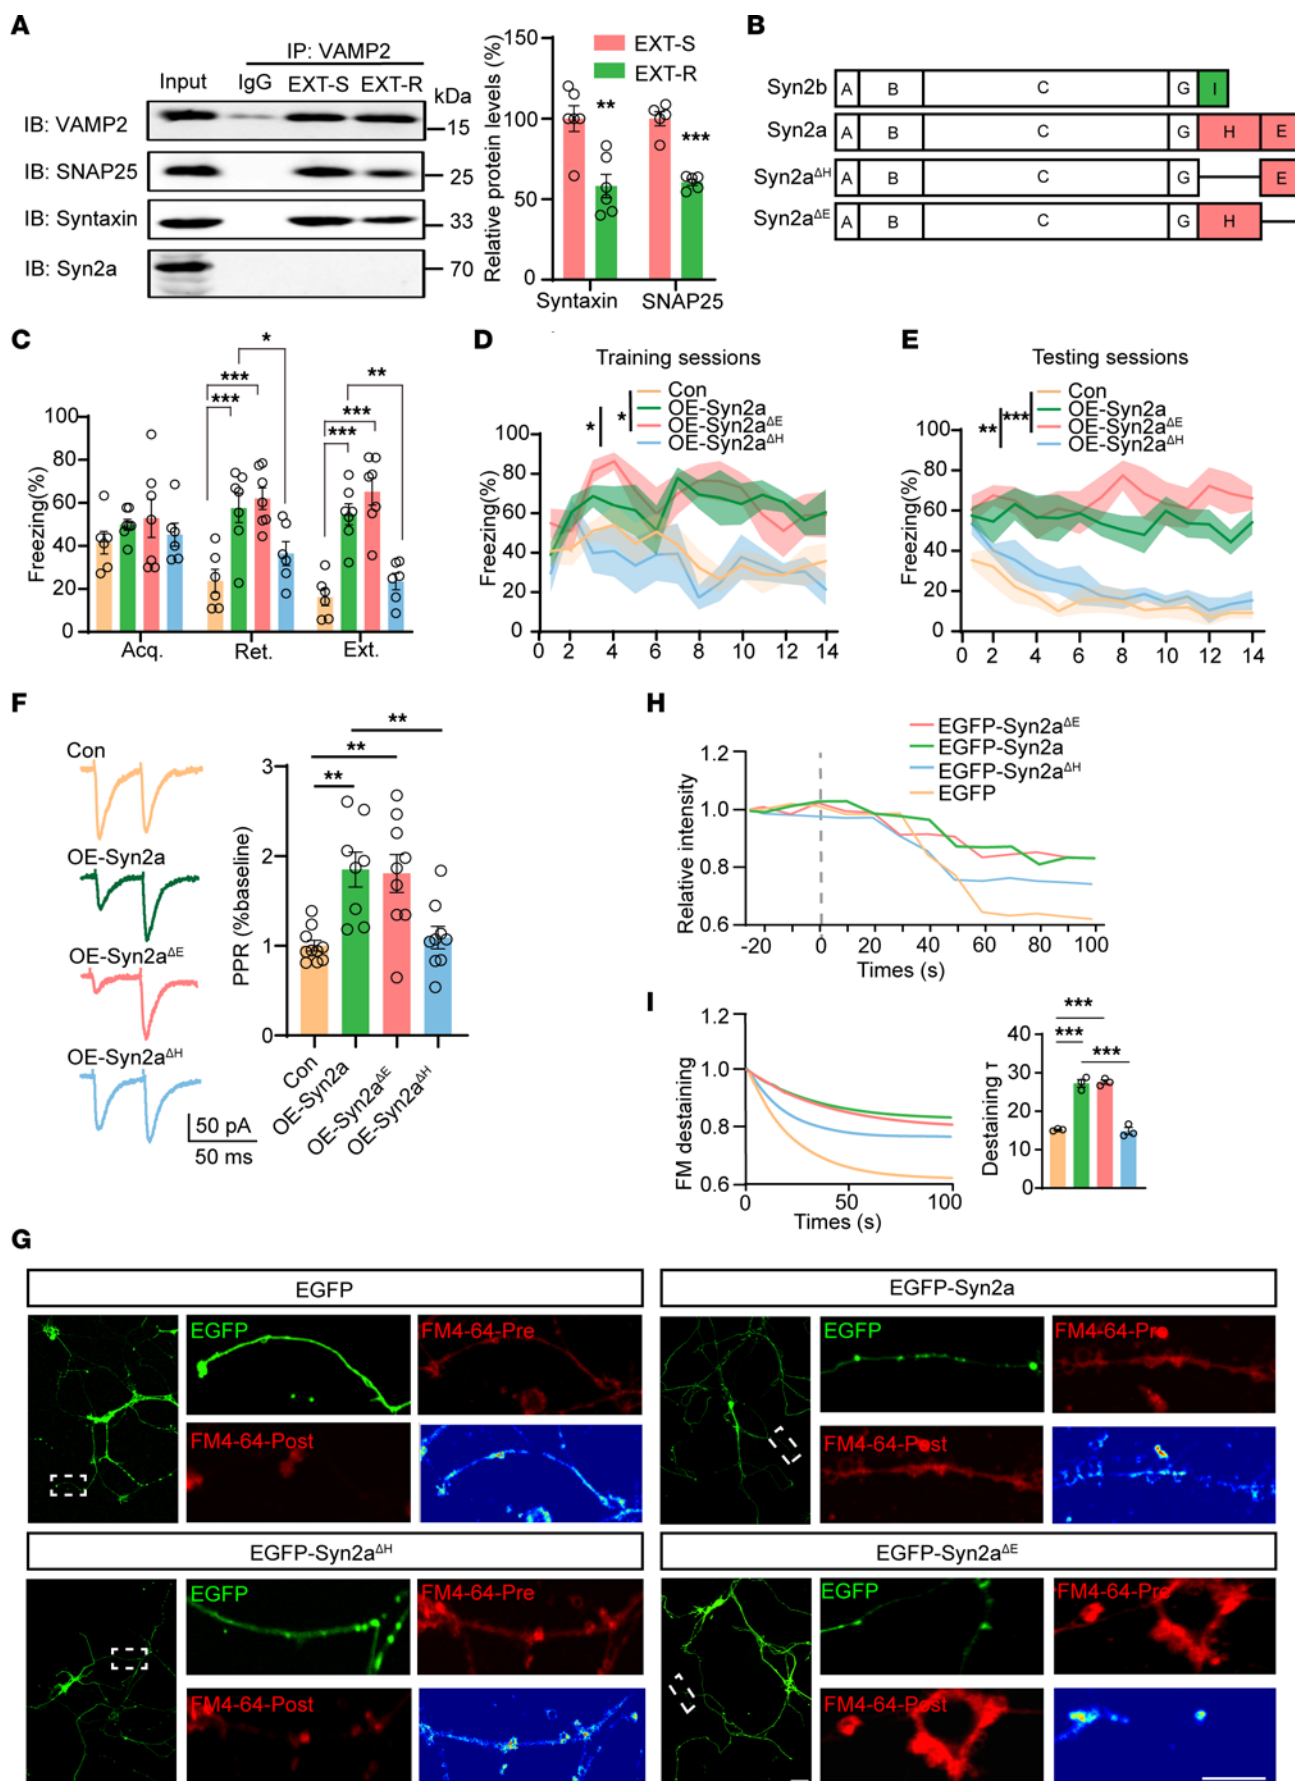 A
IP: VAMP2
Input IgG EXT-S EXT-R kDa
IB: VAMP2 15
IB: SNAP25 25
IB: Syntaxin 33
IB: Syn2a 70
Relative protein levels (%)
150
100
50
0
EXT-S
EXT-R
** ***
Syntaxin SNAP25
B
Syn2b A B C G I
Syn2a A B C G H E
Syn2aΔH A B C G E
Syn2aΔE A B C G H
C
Freezing(%)
100
80
60
40
20
0
*
***
***
**
***
***
Acq. Ret. Ext.
D
Training sessions
Con
OE-Syn2a
OE-Syn2aΔE
OE-Syn2aΔH
*
*
Freezing(%)
100
80
60
40
20
0
0 2 4 6 8 10 12 14
E
Testing sessions
Con
OE-Syn2a
OE-Syn2aΔE
OE-Syn2aΔH
***
**
Freezing(%)
100
80
60
40
20
0
0 2 4 6 8 10 12 14
F
Con
OE-Syn2a
OE-Syn2aΔE
OE-Syn2aΔH
50 pA
50 ms
PPR (%baseline)
3
2
1
0
**
**
**
Con
OE-Syn2a
OE-Syn2aΔE
OE-Syn2aΔH
H
EGFP-Syn2aΔE
EGFP-Syn2a
EGFP-Syn2aΔH
EGFP
Relative intensity
1.2
1.0
0.8
0.6
-20 0 20 40 60 80 100
Times (s)
I
FM destaining
1.2
1.0
0.8
0.6
0 50 100
Times (s)
Destaining τ
40
30
20
10
0
***
***
***
G
EGFP
EGFP FM4-64-Pre
FM4-64-Post
EGFP-Syn2a
EGFP FM4-64-Pre
FM4-64-Post
EGFP-Syn2aΔH
EGFP FM4-64-Pre
FM4-64-Post
EGFP-Syn2aΔE
EGFP FM4-64-Pre
FM4-64-Post